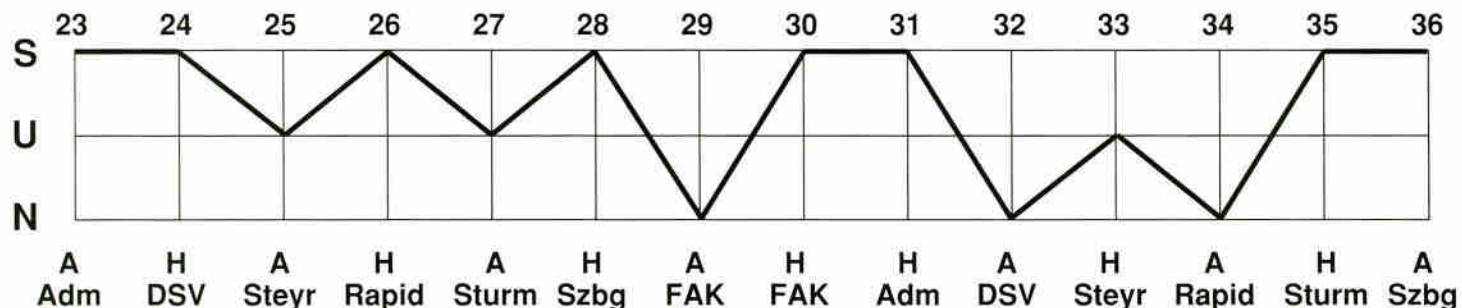 23 24 25 26 27 28 29 30 31 32 33 34 35 36
S
U
N
A H A H A H A H H A H A H A
Adm DSV Steyr Rapid Sturm Szbg FAK FAK Adm DSV Steyr Rapid Sturm Szbg